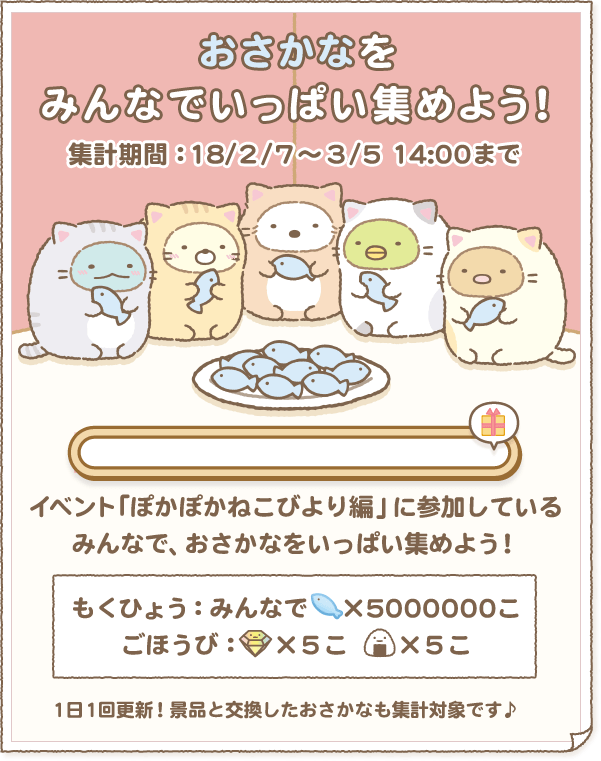 おさかなを
みんなでいっぱい集めよう!
集計期間：18/2/7～3/5 14:00まで
イベント「ぽかぽかねこびより編」に参加している
みんなで、おさかなをいっぱい集めよう!
もくひょう：みんなで×5000000こ
ごほうび：×5こ ×5こ
1日1回更新！景品と交換したおさかなも集計対象です♪